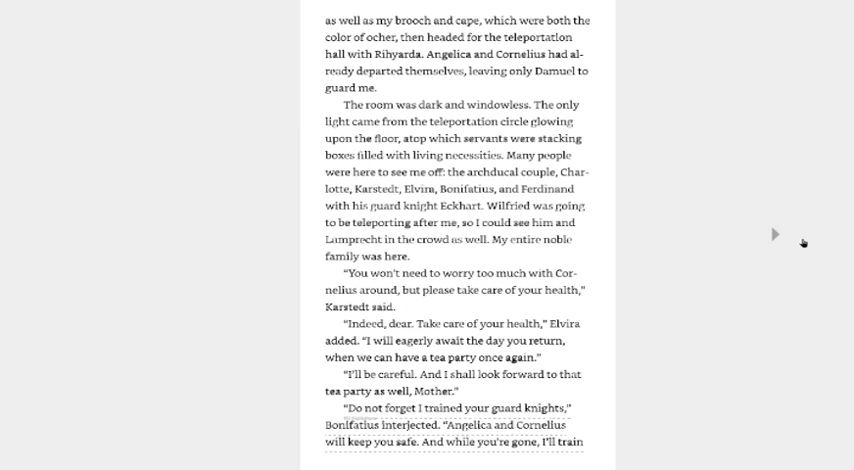 as well as my brooch and cape, which were both the
color of ocher, then headed for the teleportation
hall with Rihyarda. Angelica and Cornelius had al-
ready departed themselves, leaving only Damuel to
guard me.
The room was dark and windowless. The only
light came from the teleportation circle glowing
upon the floor, atop which servants were stacking
boxes filled with living necessities. Many people
were here to see me off: the archducal couple, Char-
lotte, Karstedt, Elvira, Bonifatius, and Ferdinand
with his guard knight Eckhart. Wilfried was going
to be teleporting after me, so I could see him and
Lamprecht in the crowd as well. My entire noble
family was here.
“You won’t need to worry too much with Cor-
nelius around, but please take care of your health,”
Karstedt said.
“Indeed, dear. Take care of your health,” Elvira
added. “I will eagerly await the day you return,
when we can have a tea party once again.”
“I’ll be careful. And I shall look forward to that
tea party as well, Mother.”
“Do not forget I trained your guard knights,”
Bonifatius interjected. “Angelica and Cornelius
will keep you safe. And while you’re gone, I’ll train